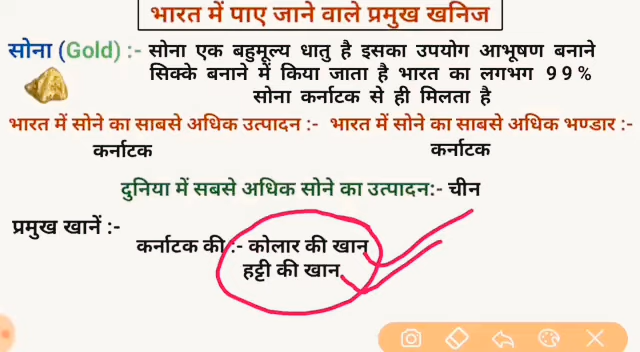 भारत में पाए जाने वाले प्रमुख खनिज
सोना (Gold) :- सोना एक बहुमूल्य धातु है इसका उपयोग आभूषण बनाने
सिक्के बनाने में किया जाता है भारत का लगभग 99%
सोना कर्नाटक से ही मिलता है
भारत में सोने का साबसे अधिक उत्पादन :- भारत में सोने का साबसे अधिक भण्डार :-
कर्नाटक कर्नाटक
दुनिया में सबसे अधिक सोने का उत्पादन:- चीन
प्रमुख खानें :-
कर्नाटक की :- कोलार की खान
हट्टी की खान